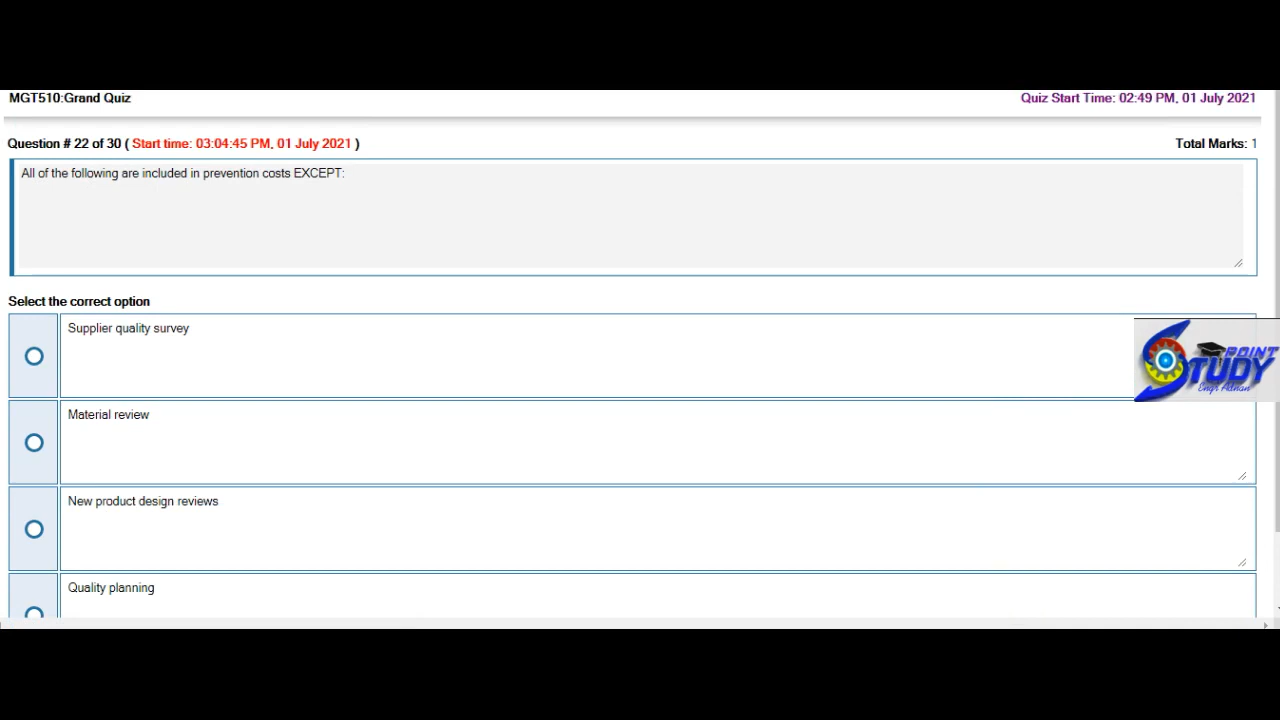 MGT510:Grand Quiz
Quiz Start Time: 02:49 PM, 01 July 2021
Question # 22 of 30 ( Start time: 03:04:45 PM, 01 July 2021 )
Total Marks: 1
All of the following are included in prevention costs EXCEPT:
Select the correct option
Supplier quality survey
POINT
STUDY
Engr Adnan
Material review
New product design reviews
Quality planning